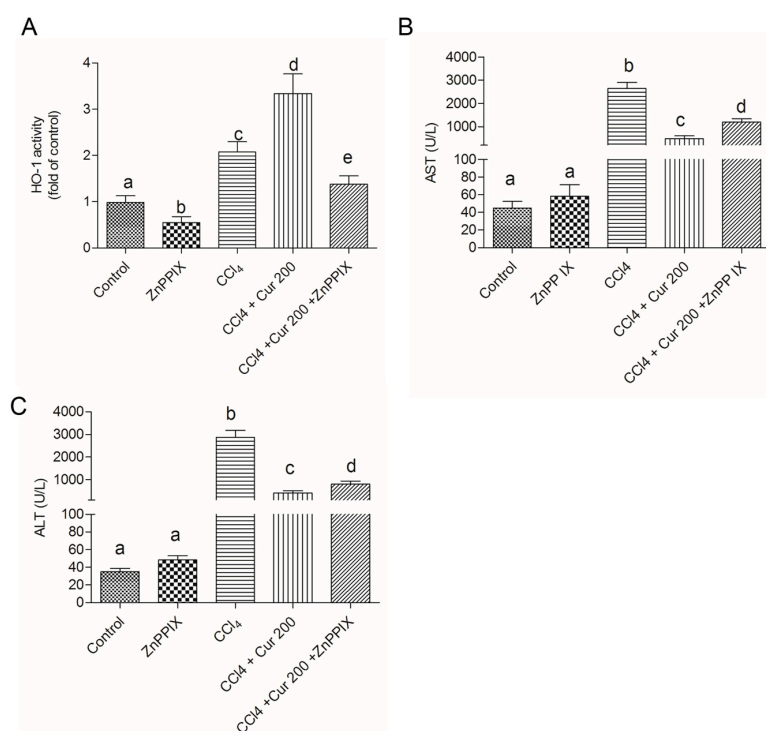 A
HO-1 activity
(fold of control)
4
3
2
1
0
a
b
c
d
e
Control
ZnPPIX
CCl₄
CCl4 + Cur 200
CCl4 +Cur 200 +ZnPPIX
B
AST (U/L)
4000
3000
2000
1000
100
80
60
40
20
0
a
a
b
c
d
Control
ZnPP IX
CCl4
CCl4 + Cur 200
CCl4 + Cur 200 +ZnPP IX
C
ALT (U/L)
4000
3000
2000
1000
100
80
60
40
20
0
a
a
b
c
d
Control
ZnPPIX
CCl₄
CCl4 + Cur 200
CCl4 +Cur 200 +ZnPPIX